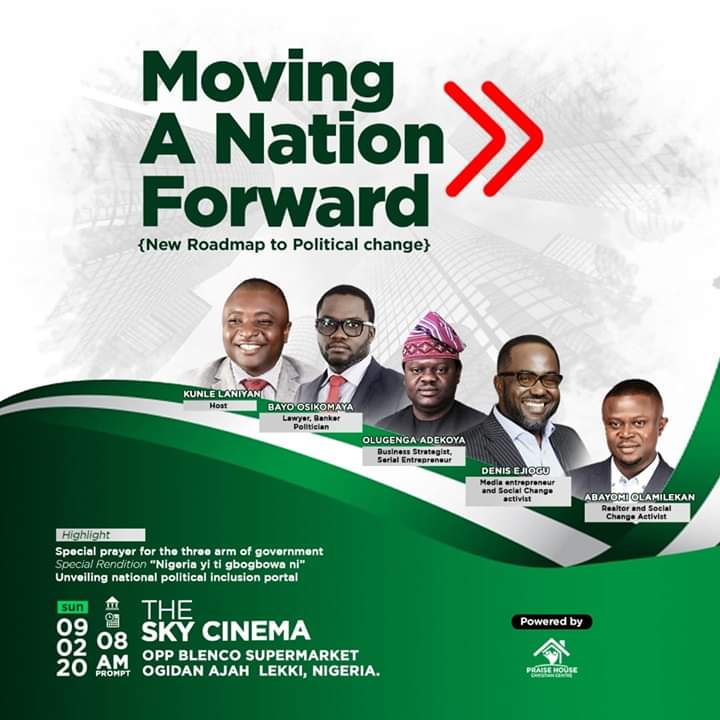 Moving
A Nation
Forward
{New Roadmap to Political change}
KUNLE LANIYAN
Host
BAYO OSIKOMAYA
Lawyer, Banker
Politician
OLUGENGA ADEKOYA
Business Strategist,
Serial Entrepreneur
DENIS EJIOGU
Media entrepreneur
and Social Change
activist
ABAYOMI OLAMILEKAN
Realtor and Social
Change Activist
Highlight
Special prayer for the three arm of government
Special Rendition "Nigeria yi ti gbogbowa ni"
Unveiling national political inclusion portal
sun
09
02
20
08
AM
PROMPT
THE
SKY CINEMA
OPP BLENCO SUPERMARKET
OGIDAN AJAH LEKKI, NIGERIA.
Powered by
PRAISE HOUSE
CHRISTIAN CENTRE